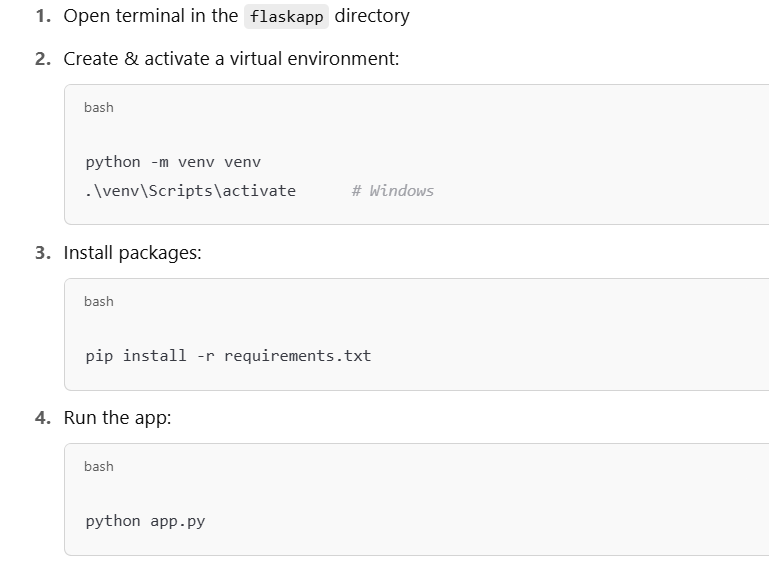 1. Open terminal in the flaskapp directory
2. Create & activate a virtual environment:
bash
python -m venv venv
.\venv\Scripts\activate      # Windows
3. Install packages:
bash
pip install -r requirements.txt
4. Run the app:
bash
python app.py